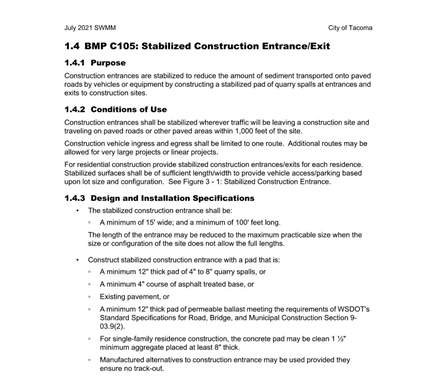 July 2021 SWMM City of Tacoma
1.4 BMP C105: Stabilized Construction Entrance/Exit
1.4.1 Purpose
Construction entrances are stabilized to reduce the amount of sediment transported onto paved
roads by vehicles or equipment by constructing a stabilized pad of quarry spalls at entrances and
exits to construction sites.
1.4.2 Conditions of Use
Construction entrances shall be stabilized wherever traffic will be leaving a construction site and
traveling on paved roads or other paved areas within 1,000 feet of the site.
Construction vehicle ingress and egress shall be limited to one route. Additional routes may be
allowed for very large projects or linear projects.
For residential construction provide stabilized construction entrances/exits for each residence.
Stabilized surfaces shall be of sufficient length/width to provide vehicle access/parking based
upon lot size and configuration. See Figure 3 - 1: Stabilized Construction Entrance.
1.4.3 Design and Installation Specifications
• The stabilized construction entrance shall be:
◦ A minimum of 15' wide; and a minimum of 100' feet long.
The length of the entrance may be reduced to the maximum practicable size when the
size or configuration of the site does not allow the full lengths.
• Construct stabilized construction entrance with a pad that is:
◦ A minimum 12" thick pad of 4" to 8" quarry spalls, or
◦ A minimum 4" course of asphalt treated base, or
◦ Existing pavement, or
◦ A minimum 12" thick pad of permeable ballast meeting the requirements of WSDOT's
Standard Specifications for Road, Bridge, and Municipal Construction Section 9-
03.9(2).
◦ For single-family residence construction, the concrete pad may be clean 1 ½"
minimum aggregate placed at least 8" thick.
◦ Manufactured alternatives to construction entrance may be used provided they
ensure no track-out.